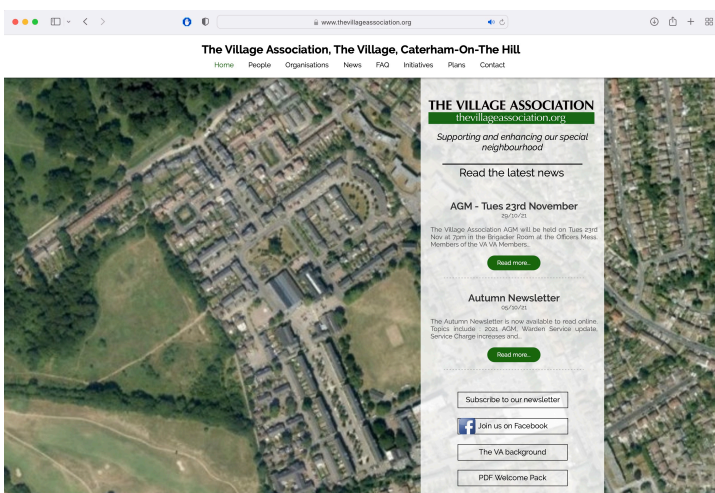 www.thevillageassociation.org
The Village Association, The Village, Caterham-On-The Hill
Home People Organisations News FAQ Initiatives Plans Contact
THE VILLAGE ASSOCIATION
thevillageassociation.org
Supporting and enhancing our special
neighbourhood
Read the latest news
AGM - Tues 23rd November
29/10/21
The Village Association AGM will be held on Tues 23rd
Nov at 7pm in the Brigadier Room at the Officers Mess.
Members of the VA VA Members...
Read more...
Autumn Newsletter
05/10/21
The Autumn Newsletter is now available to read online.
Topics include : 2021 AGM, Warden Service update,
Service Charge increases and...
Read more...
Subscribe to our newsletter
Join us on Facebook
The VA background
PDF Welcome Pack